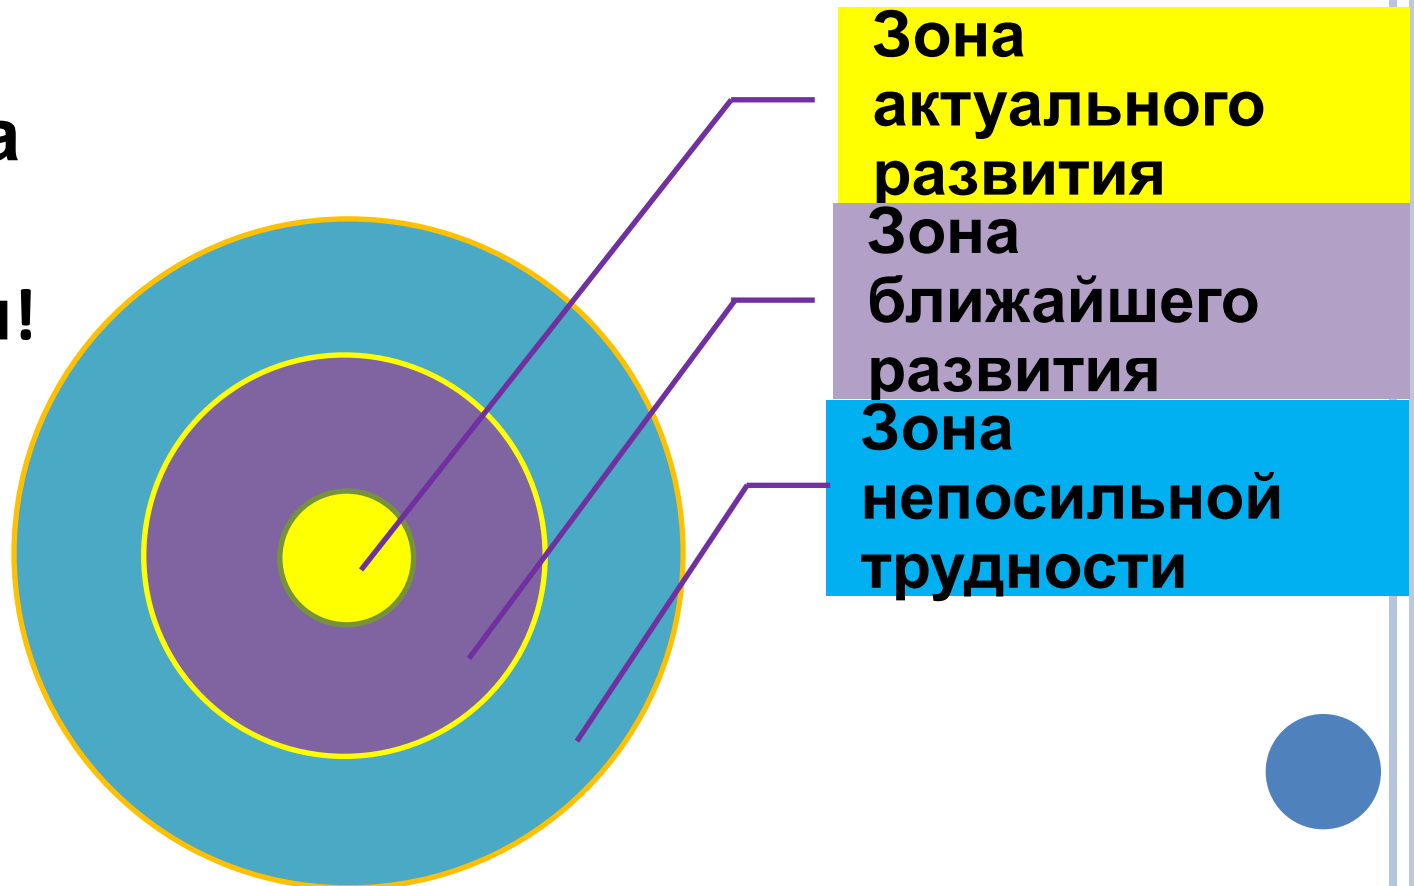 Зона
актуального
развития
Зона
ближайшего
развития
Зона
непосильной
трудности